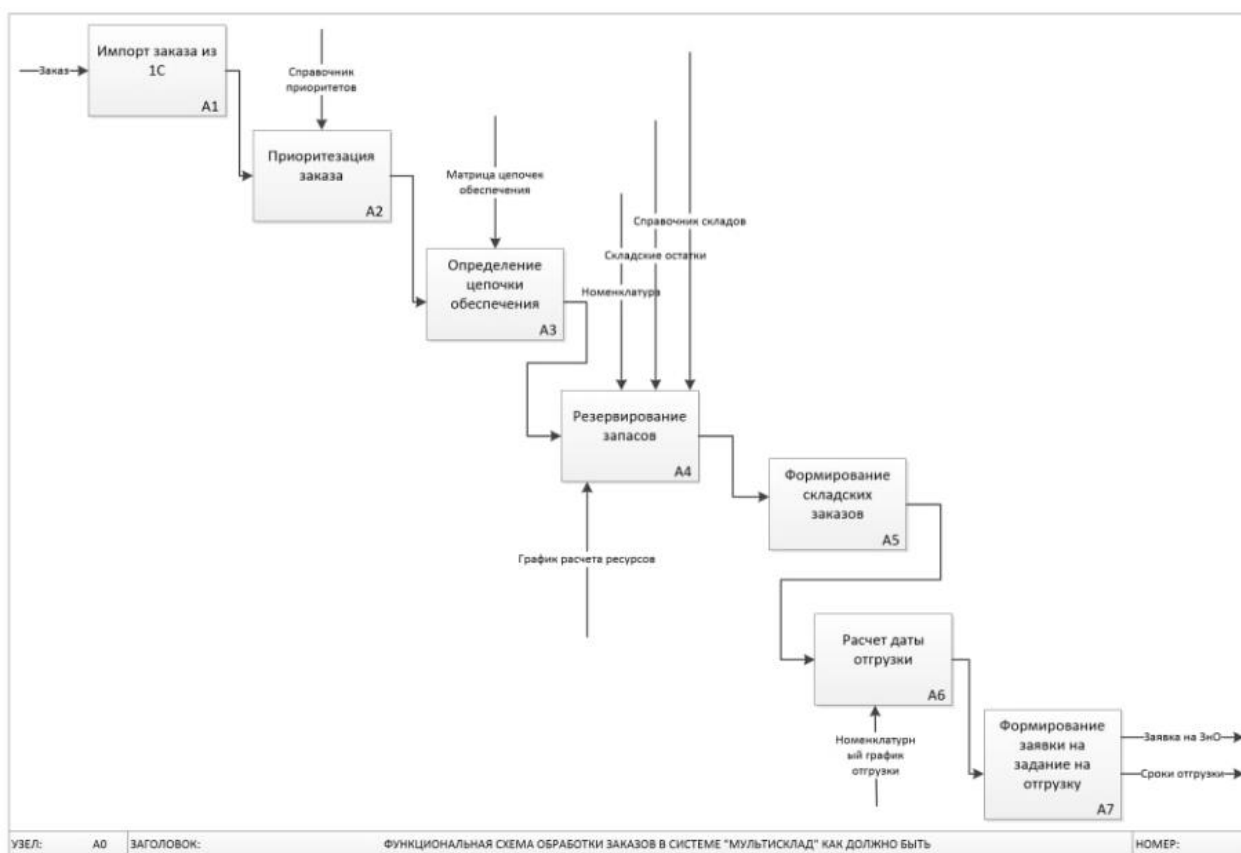 Импорт заказа из
1С
А1
Заказ
Справочник
приоритетов
Приоритезация
заказа
А2
Матрица цепочек
обеспечения
Определение
цепочки
обеспечения
А3
Справочник складов
Складские остатки
Номенклатура
Резервирование
запасов
А4
График расчета ресурсов
Формирование
складских
заказов
А5
Расчет даты
отгрузки
А6
Номенклатурн
ый график
отгрузки
Формирование
заявки на
задание на
отгрузку
А7
Заявка на ЗнО
Сроки отгрузки
УЗЕЛ: А0 ЗАГОЛОВОК: ФУНКЦИОНАЛЬНАЯ СХЕМА ОБРАБОТКИ ЗАКАЗОВ В СИСТЕМЕ "МУЛЬТИСКЛАД" КАК ДОЛЖНО БЫТЬ НОМЕР: